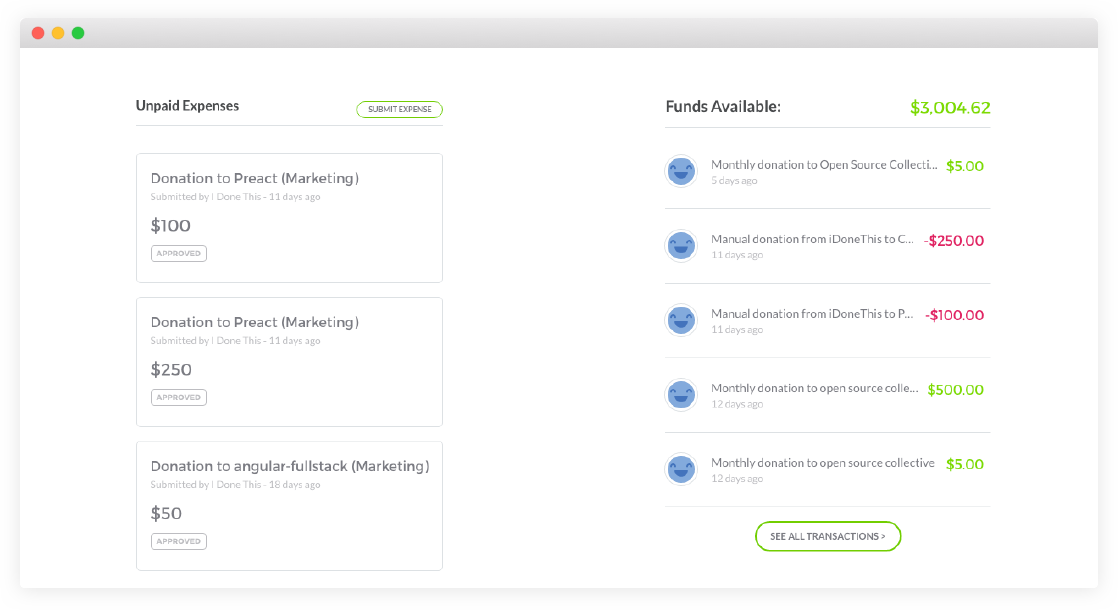 Unpaid Expenses
SUBMIT EXPENSE
Donation to Preact (Marketing)
Submitted by I Done This - 11 days ago
$100
APPROVED
Donation to Preact (Marketing)
Submitted by I Done This - 11 days ago
$250
APPROVED
Donation to angular-fullstack (Marketing)
Submitted by I Done This - 18 days ago
$50
APPROVED
Funds Available: $3,004.62
Monthly donation to Open Source Collecti... $5.00
5 days ago
Manual donation from iDoneThis to C... -$250.00
11 days ago
Manual donation from iDoneThis to P... -$100.00
11 days ago
Monthly donation to open source colle... $500.00
12 days ago
Monthly donation to open source collective $5.00
12 days ago
SEE ALL TRANSACTIONS >